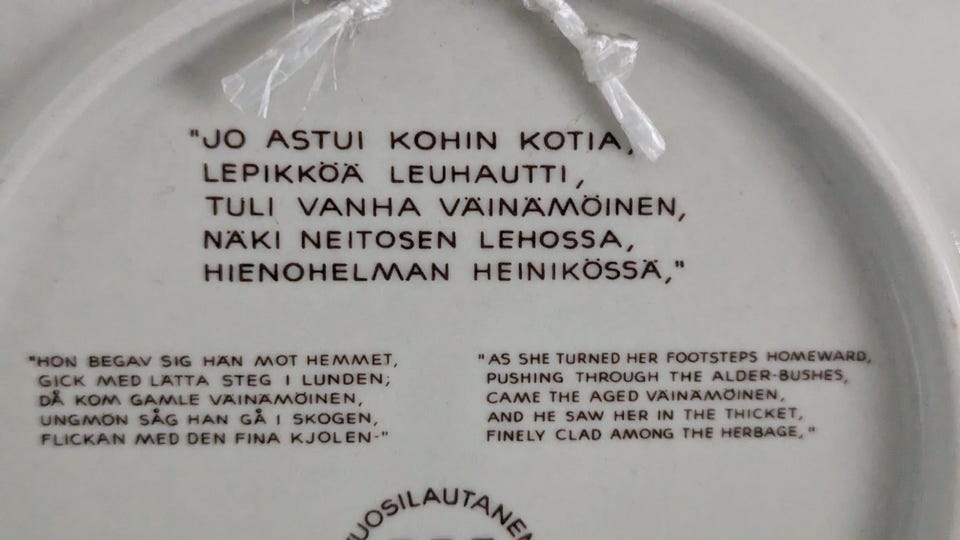 "JO ASTUI KOHIN KOTIA,
LEPIKKÖÄ LEUHAUTTI,
TULI VANHA VÄINÄMÖINEN,
NÄKI NEITOSEN LEHOSSA,
HIENOHELMAN HEINIKÖSSÄ,"
"HON BEGAV SIG HÄN MOT HEMMET,
GICK MED LÄTTA STEG I LUNDEN;
DÅ KOM GAMLE VÄINÄMÖINEN,
UNGMÖN SÅG HAN GÅ I SKOGEN,
FLICKAN MED DEN FINA KJOLEN-"
"AS SHE TURNED HER FOOTSTEPS HOMEWARD,
PUSHING THROUGH THE ALDER-BUSHES,
CAME THE AGED VÄINÄMÖINEN,
AND HE SAW HER IN THE THICKET,
FINELY CLAD AMONG THE HERBAGE,"
UOSILAUTANEN